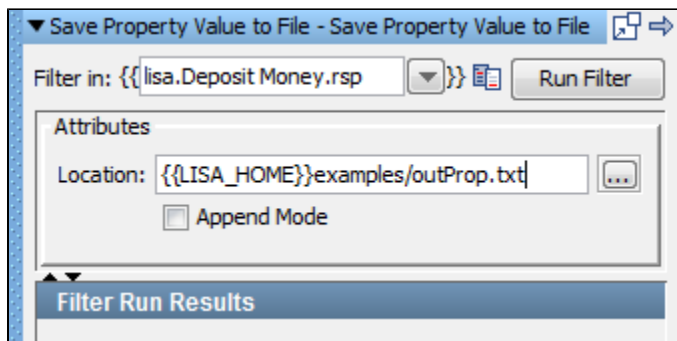 Save Property Value to File - Save Property Value to File
Filter in: {{lisa.Deposit Money.rsp}} Run Filter
Attributes
Location: {{LISA_HOME}}examples/outProp.txt ...
Append Mode
Filter Run Results